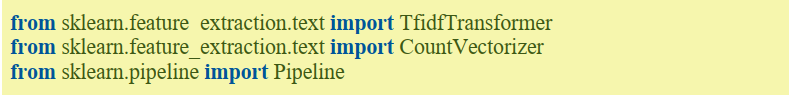 from sklearn.feature extraction.text import TfidfTransformer
from sklearn.feature_extraction.text import CountVectorizer
from sklearn.pipeline import Pipeline